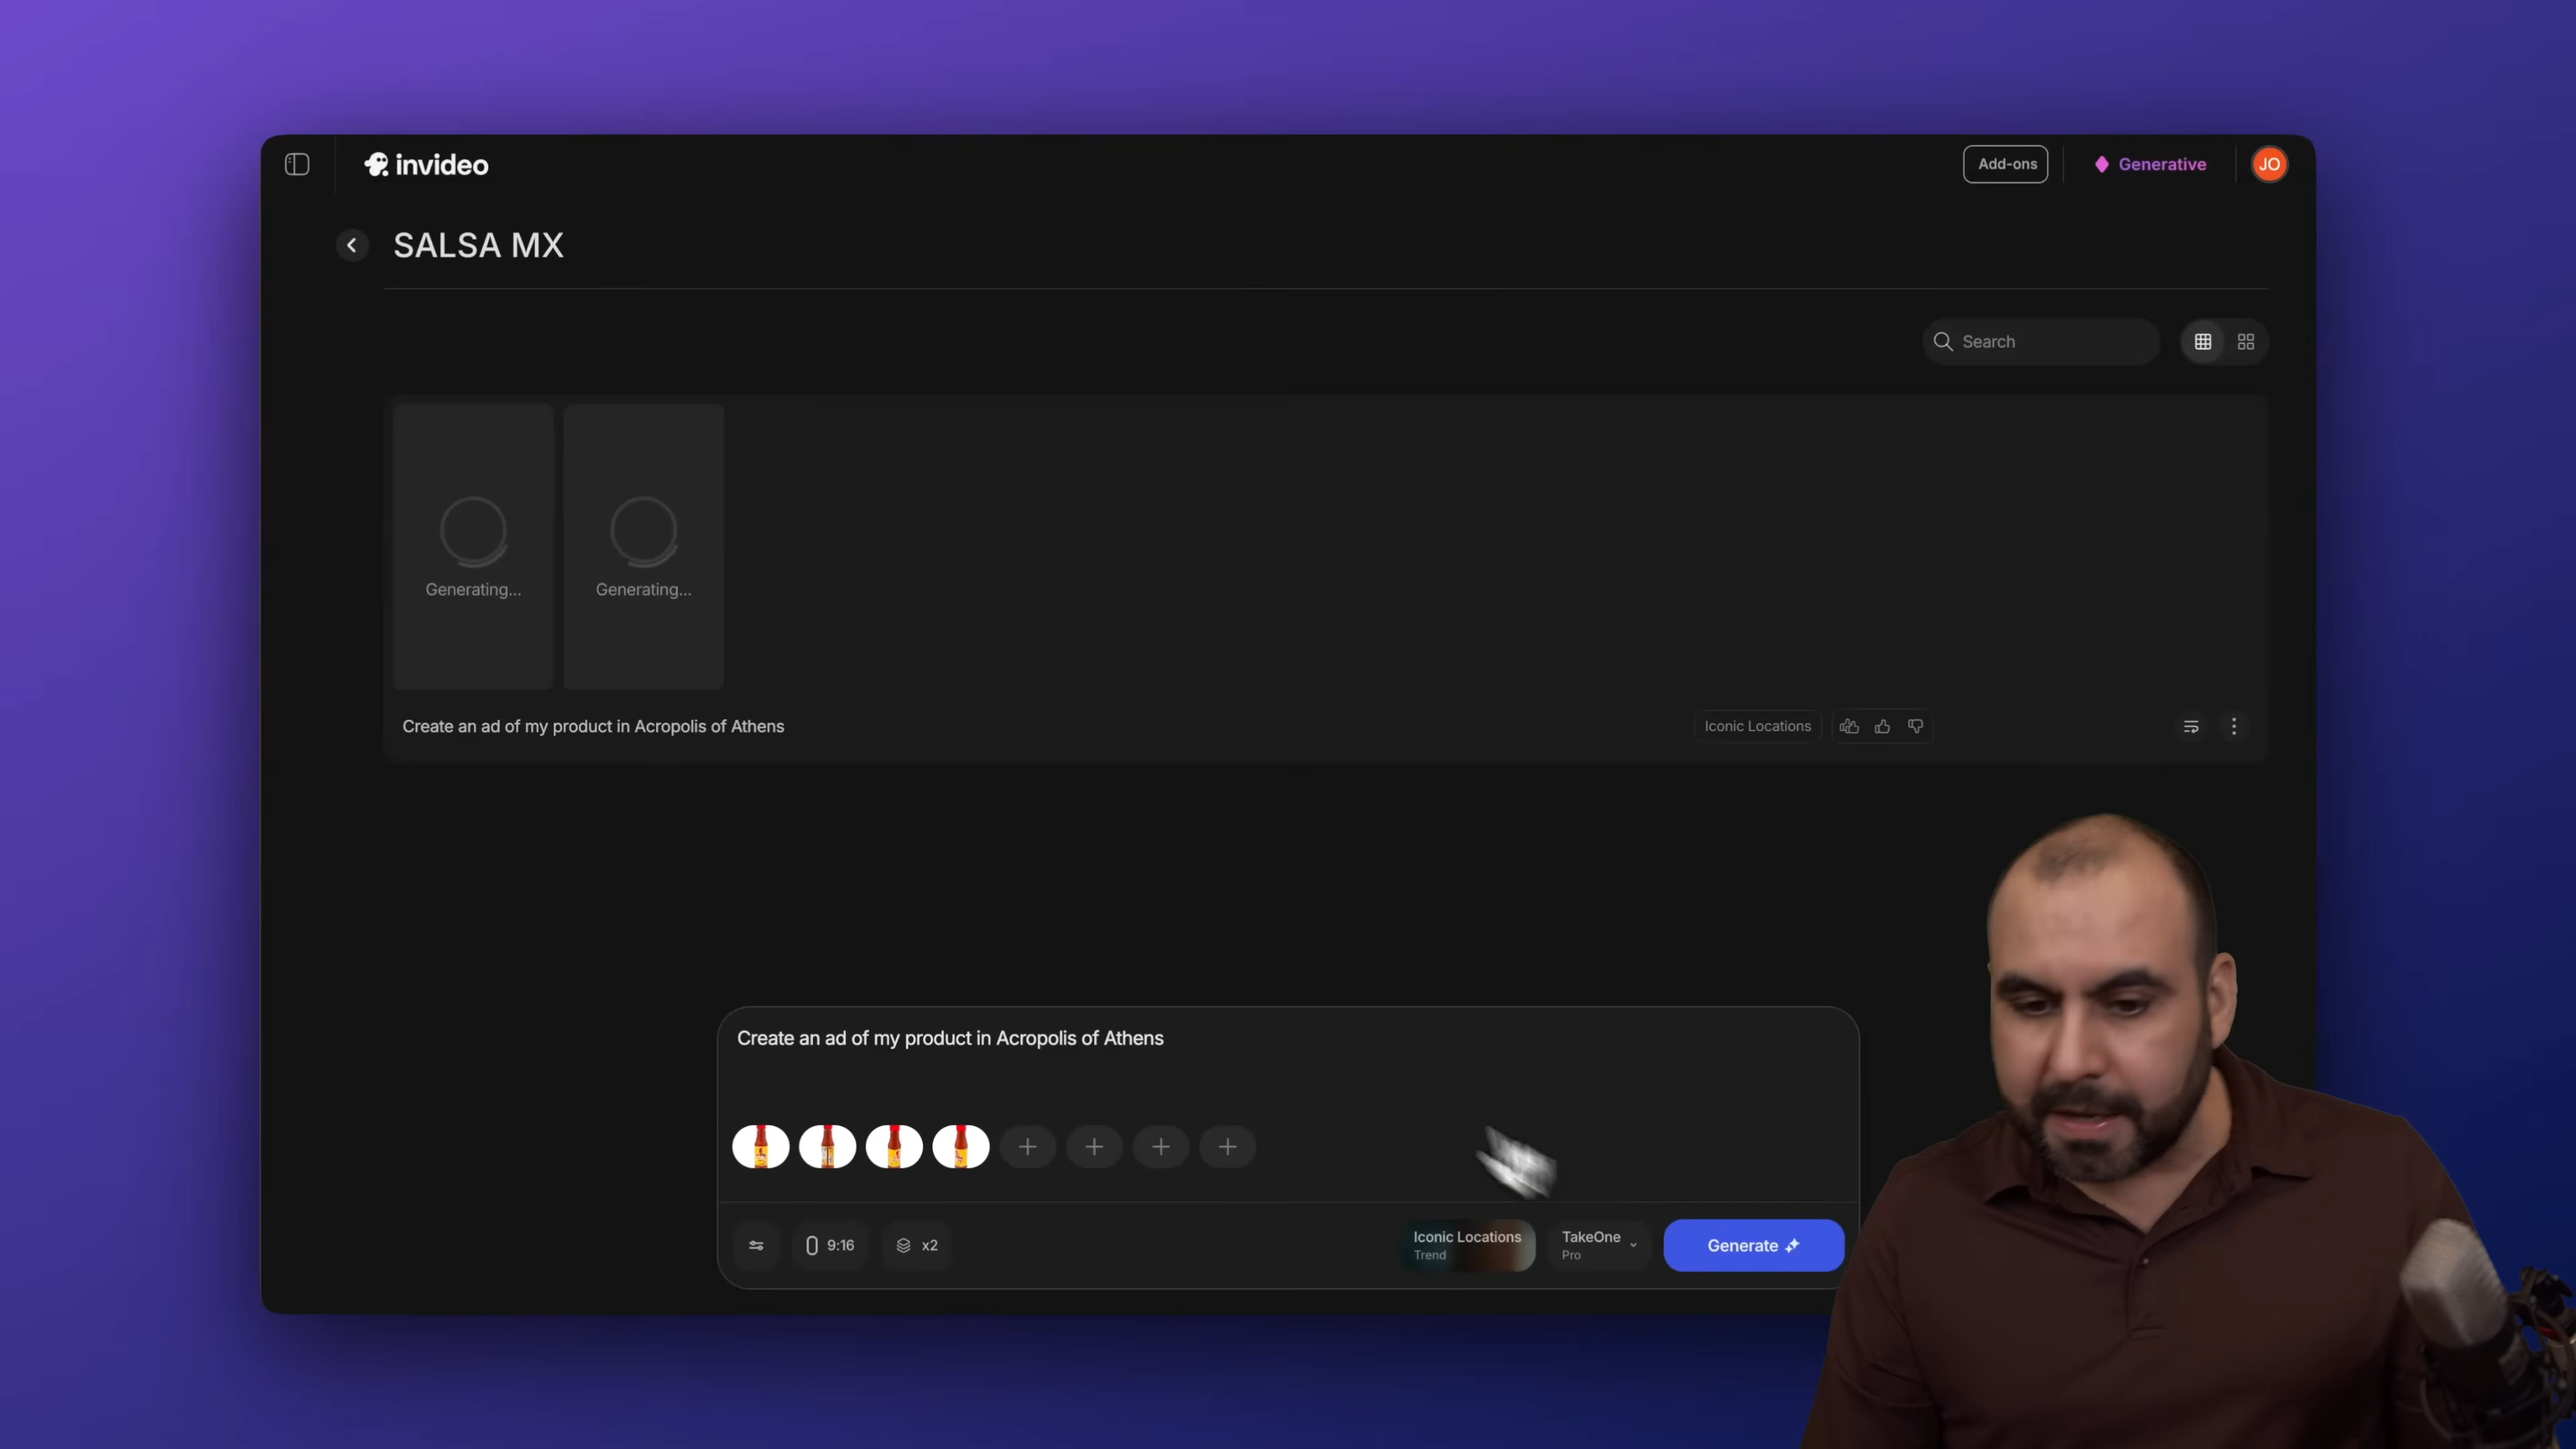 invideo
Add-ons
Generative
JO
SALSA MX
Search
Generating...
Generating...
Create an ad of my product in Acropolis of Athens
Iconic Locations
Create an ad of my product in Acropolis of Athens
9:16
x2
Iconic Locations
Trend
TakeOne
Pro
Generate